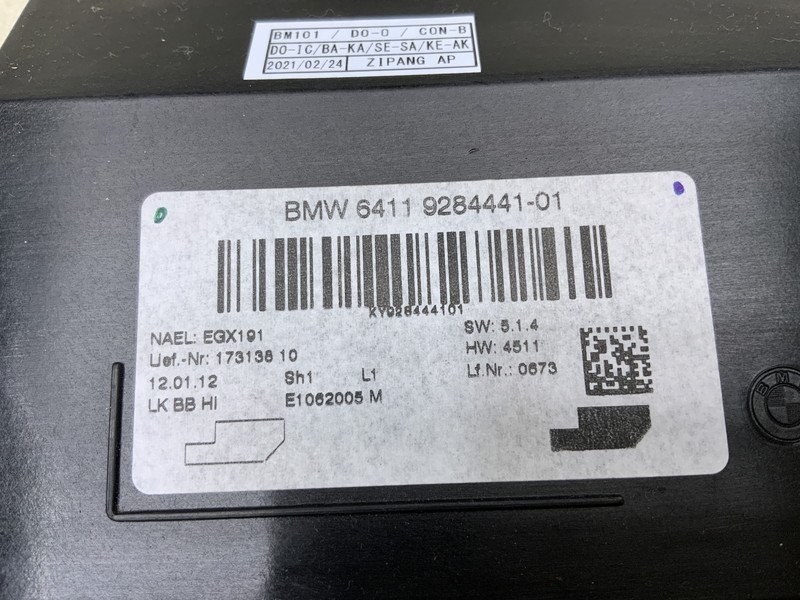 BM101 / DO-O / CON-B
DO-IC/BA-KA/SE-SA/KE-AK
2021/02/24 ZIPANG AP
BMW 6411 9284441-01
KY928444101
NAEL: EGX191
Lief.-Nr: 173138 10
12.01.12 Sh1 L1
LK BB HI E1062005 M
SW: 5.1.4
HW: 4511
Lf.Nr.: 0673
BMW